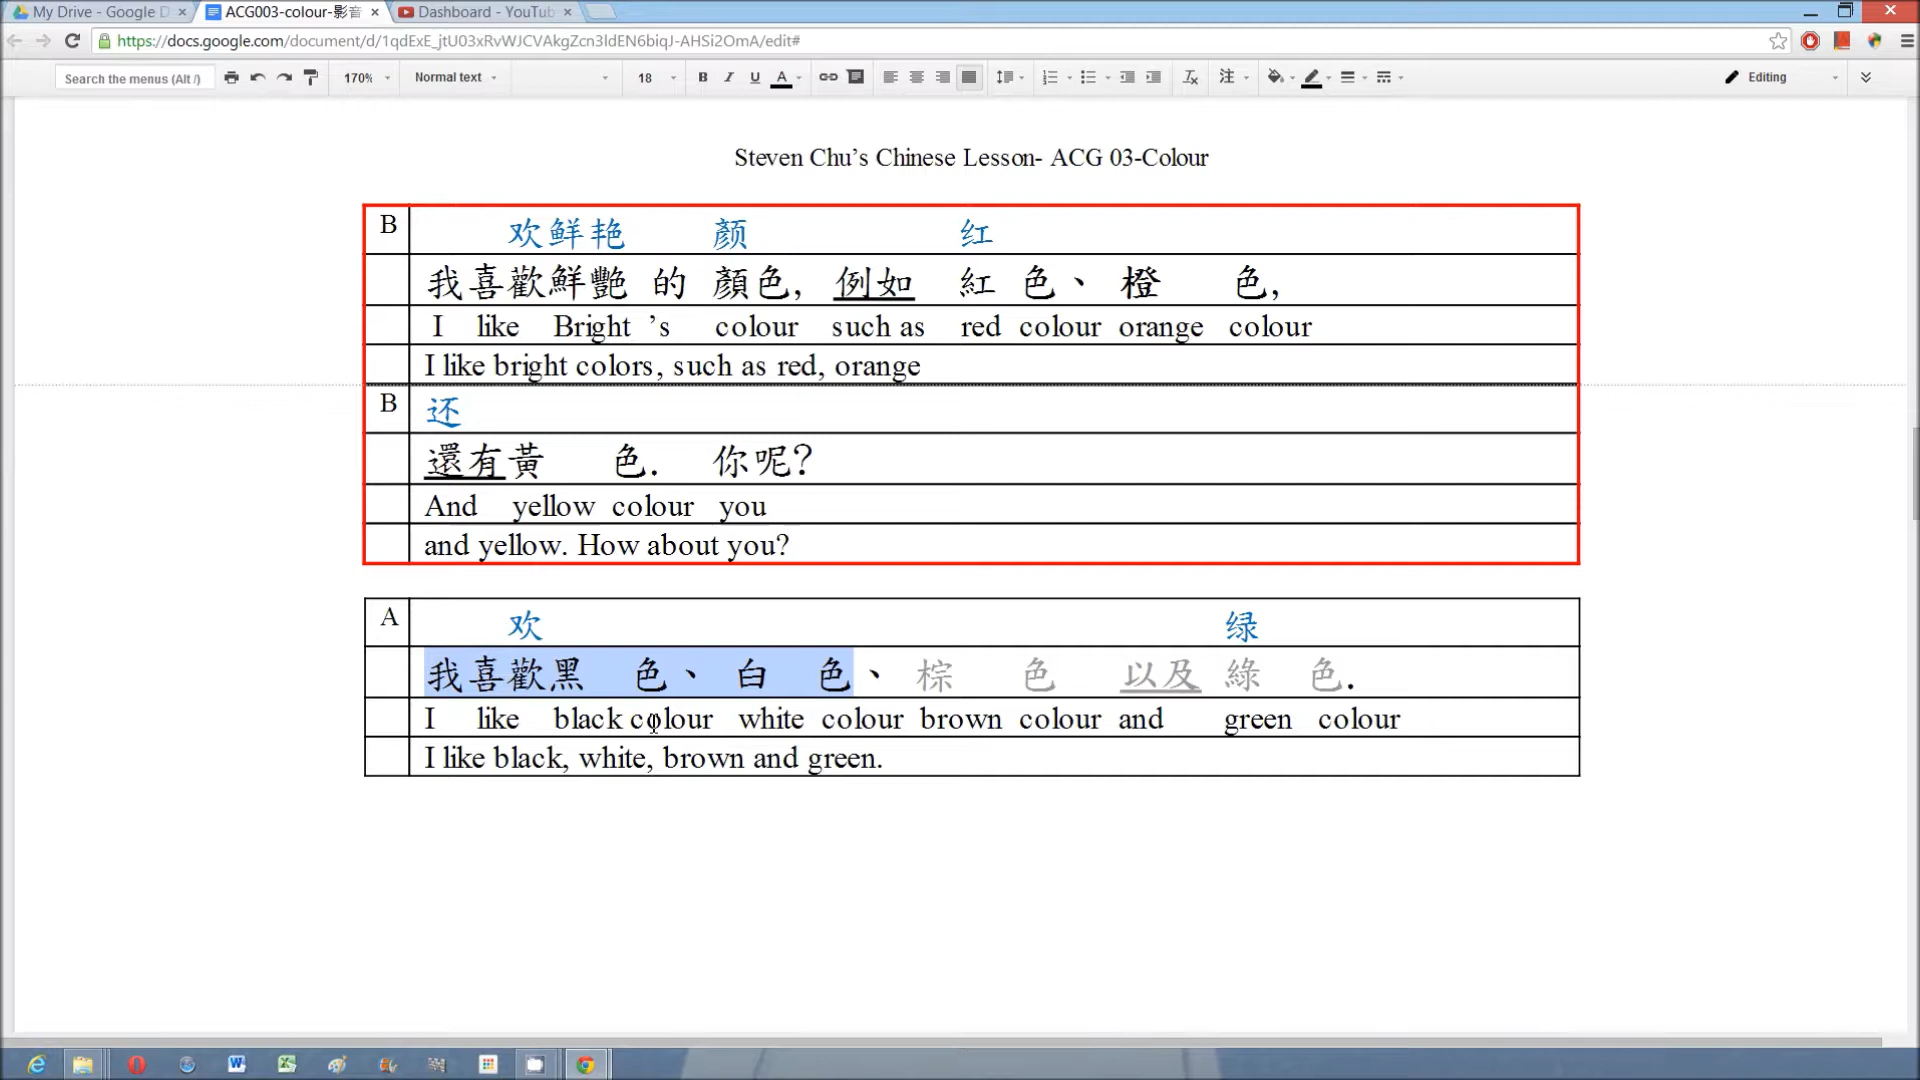 My Drive - Google D
ACG003-colour-影音
Dashboard - YouTub
https://docs.google.com/document/d/1qdExE_jtU03xRvWJCVAkgZcn3ldEN6biqJ-AHSi2OmA/edit#
Search the menus (Alt /) 170% Normal text 18 B I U A 注 Editing
Steven Chu's Chinese Lesson- ACG 03-Colour
B 欢鲜艳 颜 红
我喜歡鮮艷 的 顏色, 例如 紅 色、 橙 色,
I like Bright 's colour such as red colour orange colour
I like bright colors, such as red, orange
B 还
還有黃 色. 你呢?
And yellow colour you
and yellow. How about you?
A 欢 绿
我喜歡黑 色、 白 色、 棕 色 以及 綠 色.
I like black colour white colour brown colour and green colour
I like black, white, brown and green.